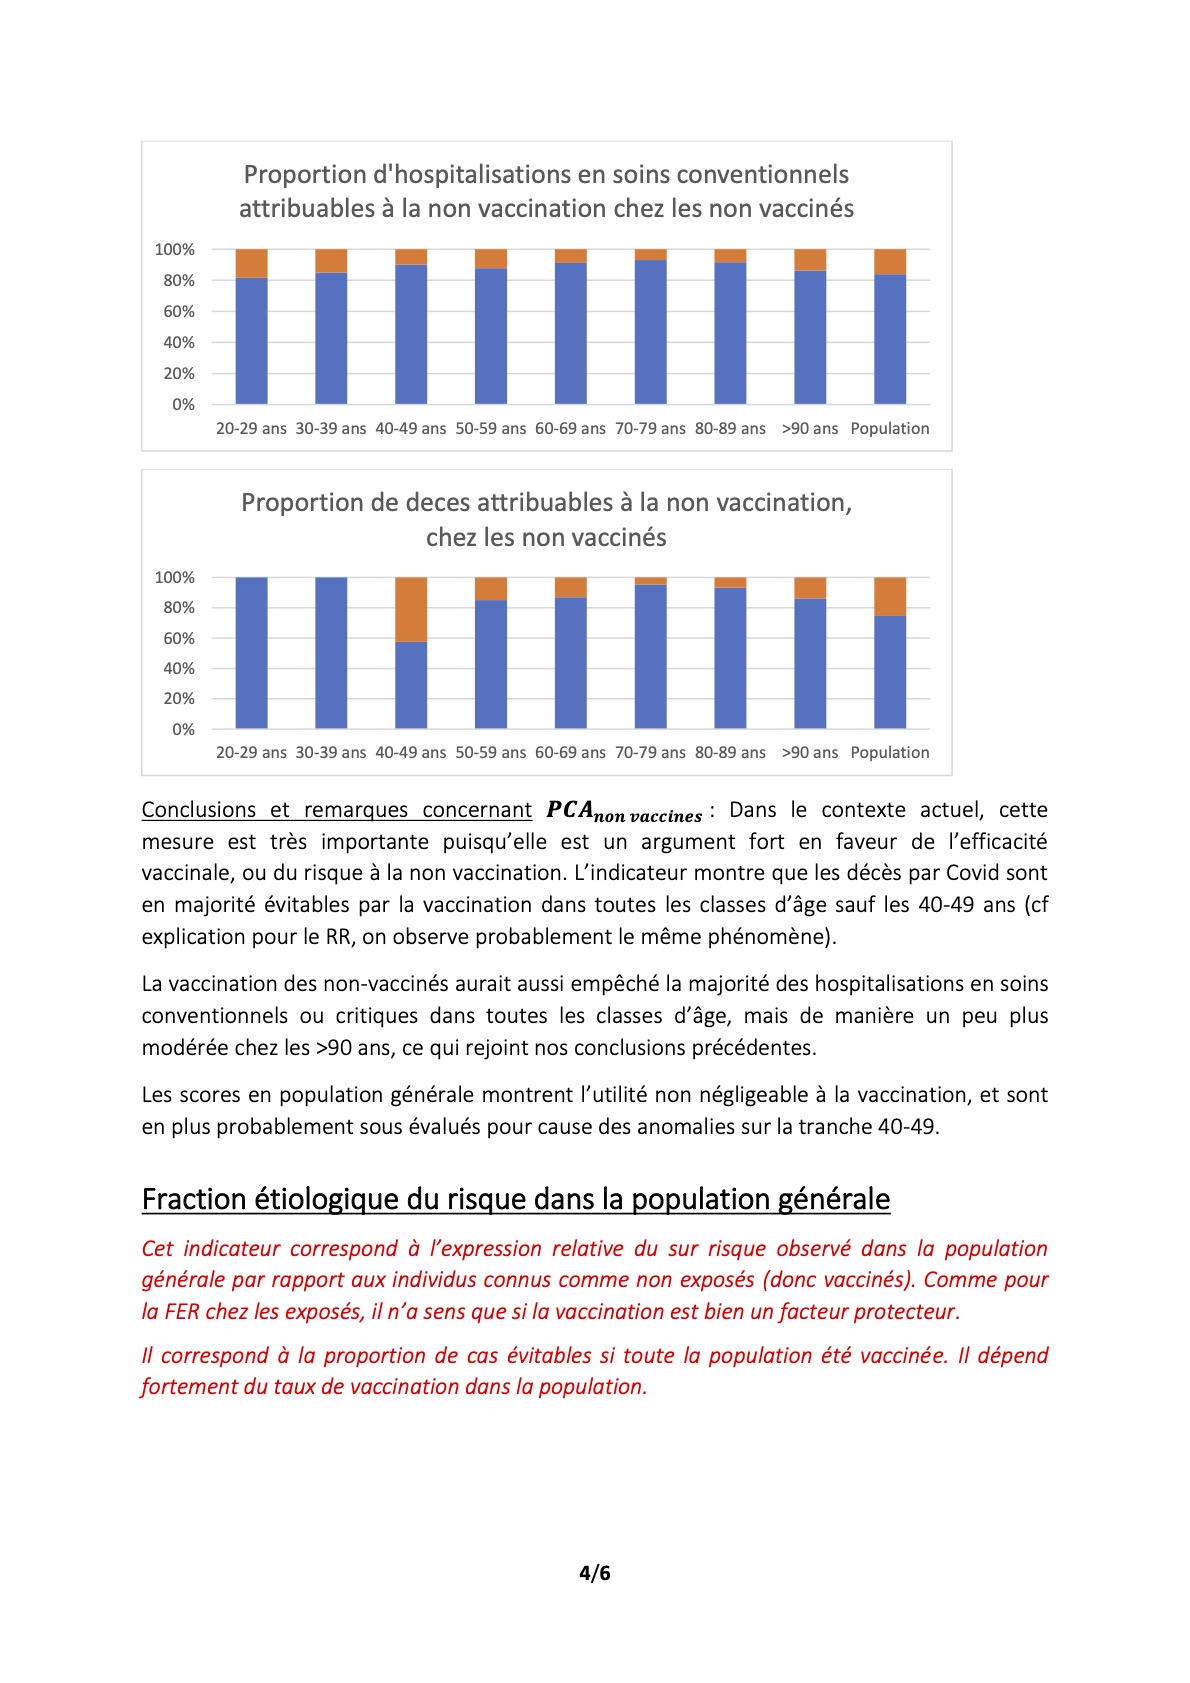 Proportion d'hospitalisations en soins conventionnels
attribuables à la non vaccination chez les non vaccinés
100%
80%
60%
40%
20%
0%
20-29 ans 30-39 ans 40-49 ans 50-59 ans 60-69 ans 70-79 ans 80-89 ans >90 ans Population
Proportion de deces attribuables à la non vaccination,
chez les non vaccinés
100%
80%
60%
40%
20%
0%
20-29 ans 30-39 ans 40-49 ans 50-59 ans 60-69 ans 70-79 ans 80-89 ans >90 ans Population
Conclusions et remarques concernant PCA non vaccines : Dans le contexte actuel, cette
mesure est très importante puisqu’elle est un argument fort en faveur de l’efficacité
vaccinale, ou du risque à la non vaccination. L’indicateur montre que les décès par Covid sont
en majorité évitables par la vaccination dans toutes les classes d’âge sauf les 40-49 ans (cf
explication pour le RR, on observe probablement le même phénomène).
La vaccination des non-vaccinés aurait aussi empêché la majorité des hospitalisations en soins
conventionnels ou critiques dans toutes les classes d’âge, mais de manière un peu plus
modérée chez les >90 ans, ce qui rejoint nos conclusions précédentes.
Les scores en population générale montrent l’utilité non négligeable à la vaccination, et sont
en plus probablement sous évalués pour cause des anomalies sur la tranche 40-49.
Fraction étiologique du risque dans la population générale
Cet indicateur correspond à l’expression relative du sur risque observé dans la population
générale par rapport aux individus connus comme non exposés (donc vaccinés). Comme pour
la FER chez les exposés, il n’a sens que si la vaccination est bien un facteur protecteur.
Il correspond à la proportion de cas évitables si toute la population été vaccinée. Il dépend
fortement du taux de vaccination dans la population.
4/6